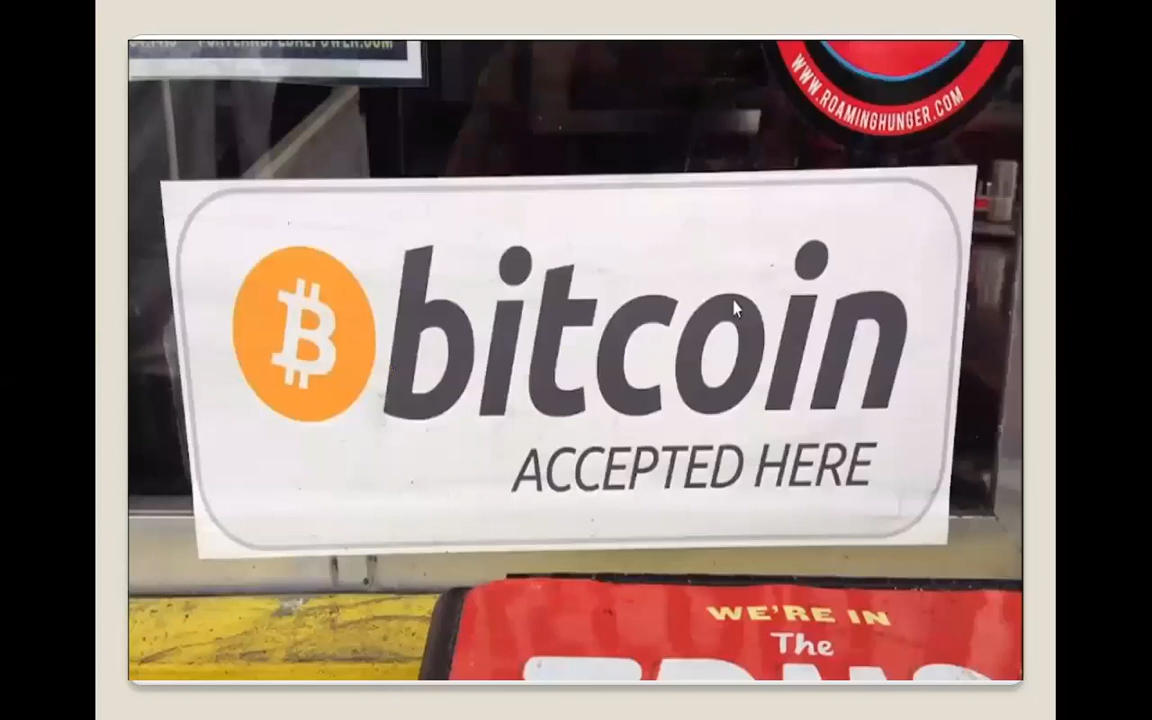 WWW.ROAMINGHUNGER.COM
bitcoin
ACCEPTED HERE
WE'RE IN
The